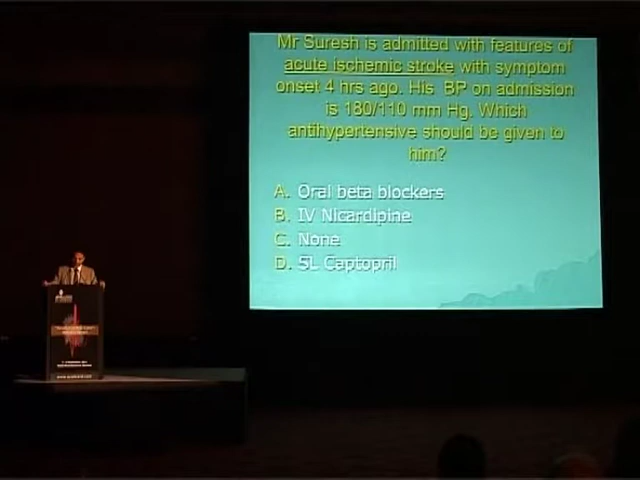 Mr Suresh is admitted with features of
acute ischemic stroke with symptom
onset 4 hrs ago. His BP on admission
is 180/110 mm Hg. Which
antihypertensive should be given to
him?
A. Oral beta blockers
B. IV Nicardipine
C. None
D. SL Captopril